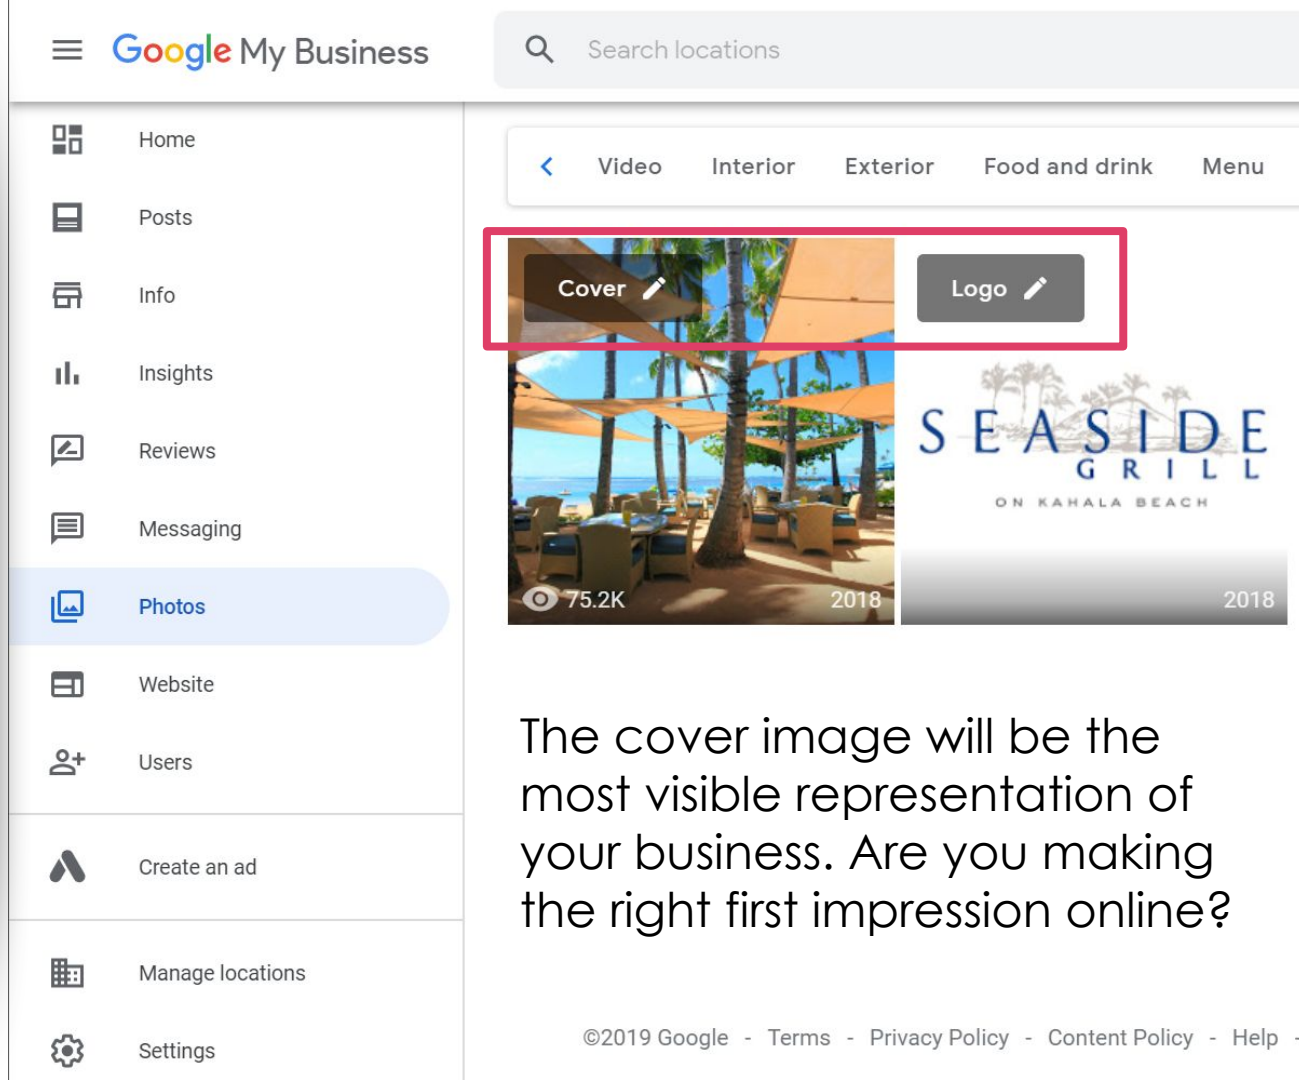 Google My Business
Search locations
Home
Posts
Info
Insights
Reviews
Messaging
Photos
Website
Users
Create an ad
Manage locations
Settings
Video Interior Exterior Food and drink Menu
Cover
Logo
75.2K
2018
SEASIDE
GRILL
ON KAHALA BEACH
2018
The cover image will be the
most visible representation of
your business. Are you making
the right first impression online?
©2019 Google - Terms - Privacy Policy - Content Policy - Help -